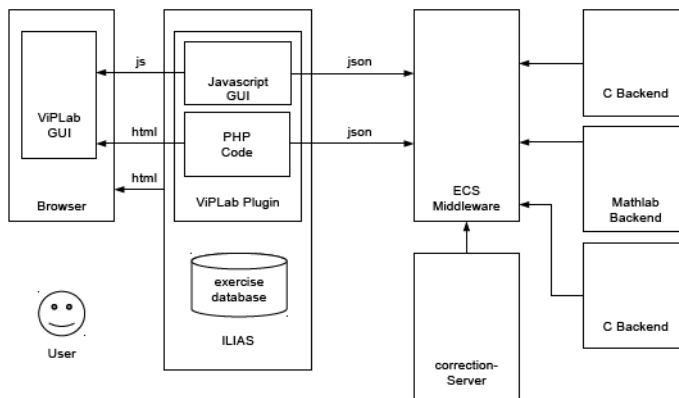 js
json
Javascript
GUI
ViPLab
GUI
C Backend
html
PHP
Code
json
html
ECS
Middleware
Browser
ViPLab Plugin
Mathlab
Backend
exercise
database
User
ILIAS
correction-
Server
C Backend